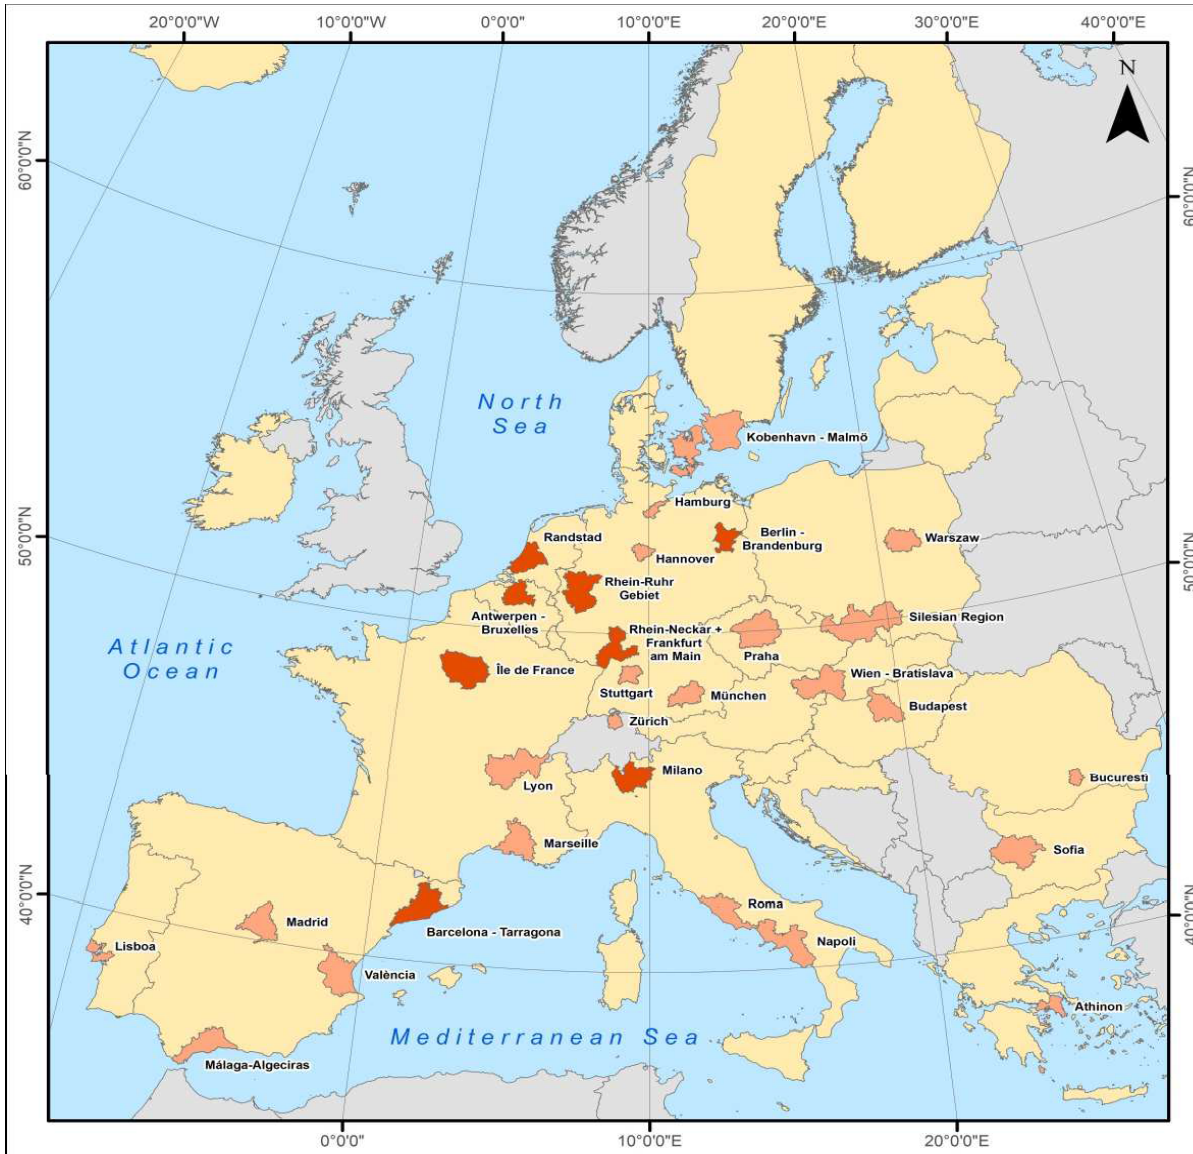 20°0'0"W
10°0'0"W
0°0'0"
10°0'0"E
20°0'0"E
30°0'0"E
40°0'0"E
N
60°0'0"N
60°0'0"N
North
Sea
Kobenhavn - Malmö
Hamburg
50°0'0"N
Randstad
Berlin -
Brandenburg
Warszaw
50°0'0"N
Hannover
Rhein-Ruhr
Gebiet
Antwerpen -
Bruxelles
Silesian Region
Rhein-Neckar +
Frankfurt
am Main
Praha
Atlantic
Ocean
Île de France
Wien - Bratislava
Stuttgart
München
Budapest
Zürich
Milano
Bucuresti
Lyon
Marseille
Sofia
40°0'0"N
Madrid
Roma
40°0'0"N
Barcelona - Tarragona
Napoli
Lisboa
València
Athinon
Mediterranean Sea
Málaga-Algeciras
0°0'0"
10°0'0"E
20°0'0"E